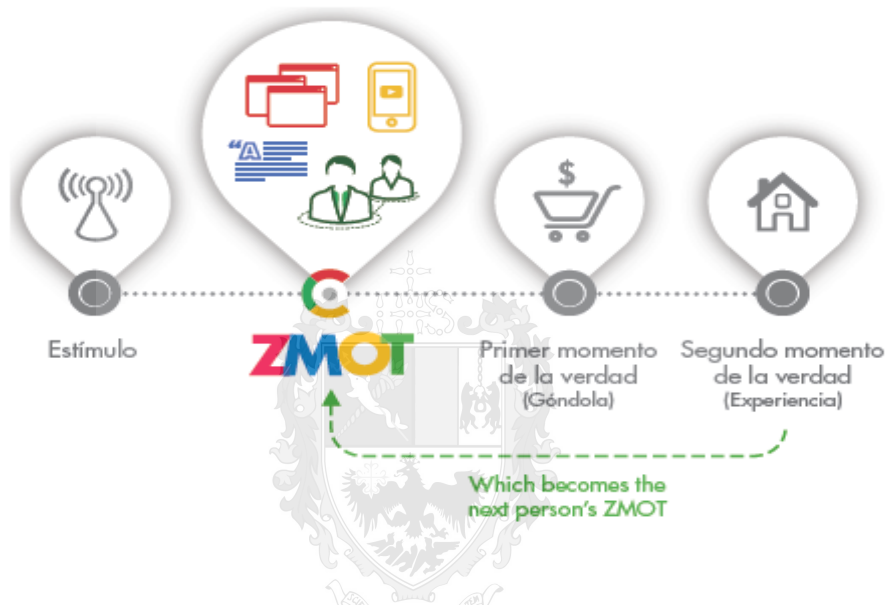 “A
$
Estímulo
ZMOT
Primer momento
de la verdad
(Góndola)
Segundo momento
de la verdad
(Experiencia)
Which becomes the
next person's ZMOT
IHS